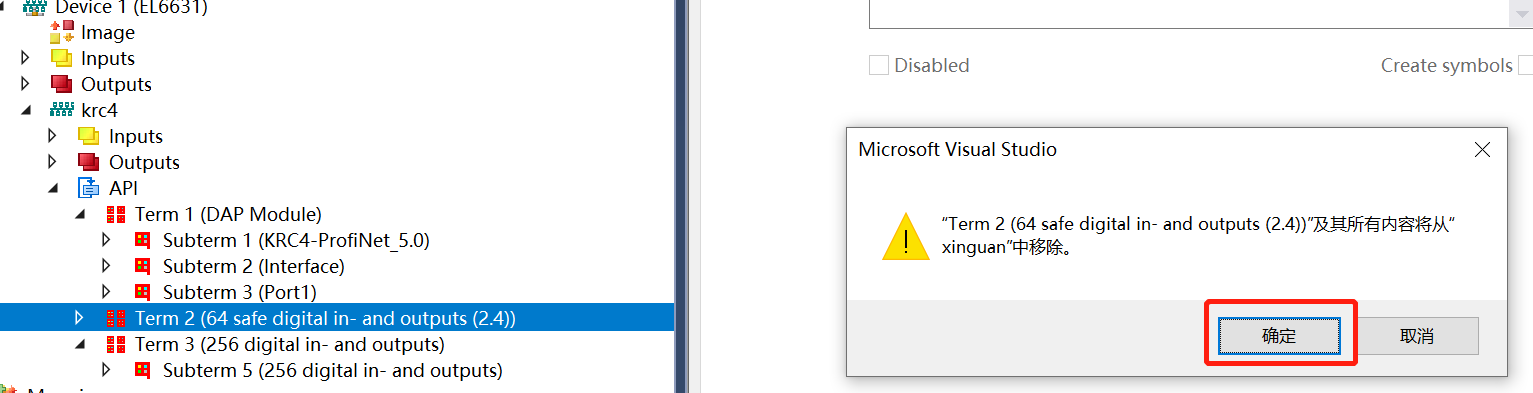 Device 1 (EL6631)
Image
Inputs
Outputs
krc4
Inputs
Outputs
API
Term 1 (DAP Module)
Subterm 1 (KRC4-ProfiNet_5.0)
Subterm 2 (Interface)
Subterm 3 (Port1)
Term 2 (64 safe digital in- and outputs (2.4))
Term 3 (256 digital in- and outputs)
Subterm 5 (256 digital in- and outputs)
Disabled
Create symbols
Microsoft Visual Studio
“Term 2 (64 safe digital in- and outputs (2.4))”及其所有内容将从“
xinguan”中移除。
确定
取消